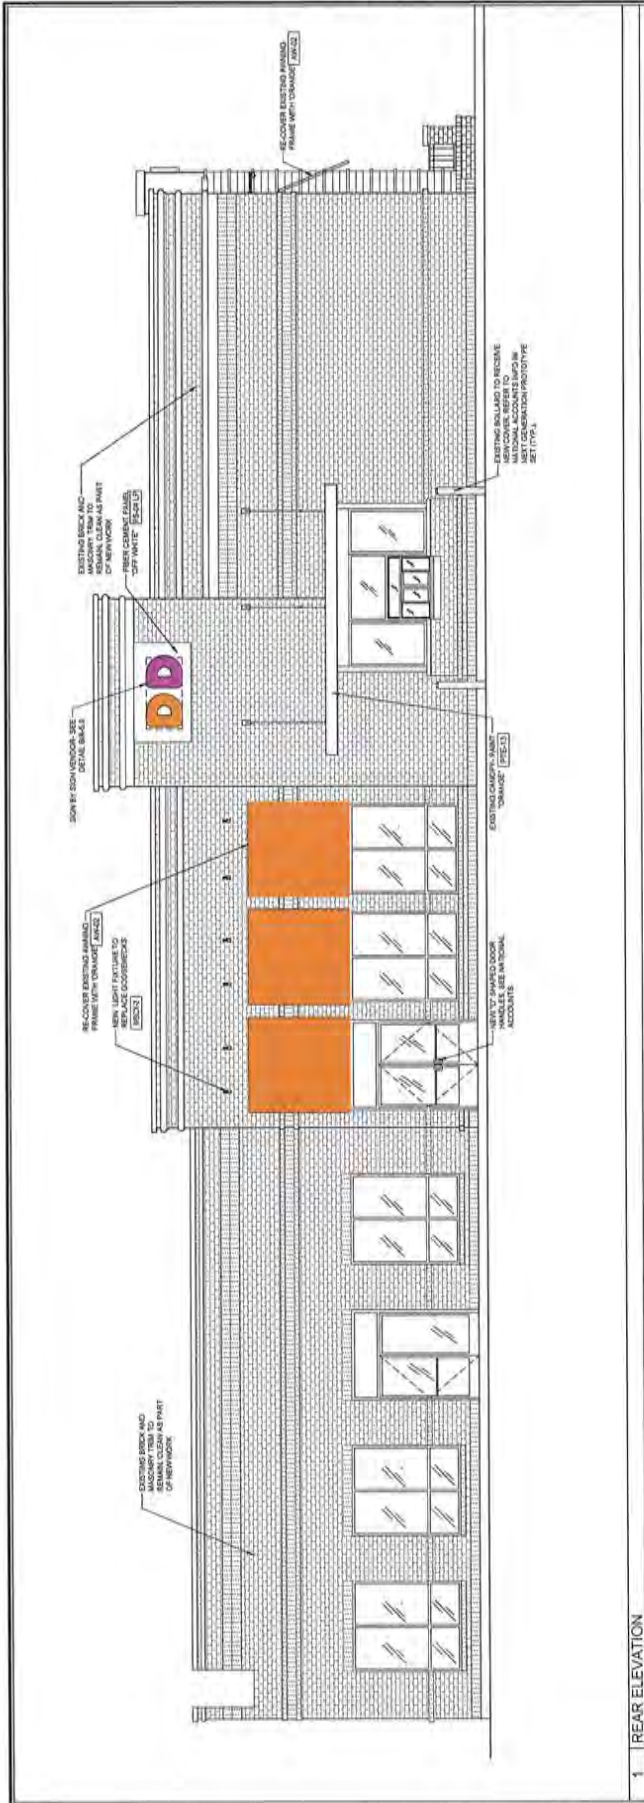 EXISTING BRICK AND
MASONRY TRIM TO
REMAIN, CLEAN AS PART
OF NEW WORK
RE-COVER EXISTING AWNING
FRAME WITH "ORANGE" AW-02
NEW LIGHT FIXTURE TO
REPLACE GOOSENECKS
SIGN BY SIGN VENDOR- SEE
DETAIL
DD
EXISTING BRICK AND
MASONRY TRIM TO
REMAIN, CLEAN AS PART
OF NEW WORK
FIBER CEMENT PANEL
"OFF WHITE"
RE-COVER EXISTING AWNING
FRAME WITH "ORANGE" AW-02
NEW "D" SHAPED DOOR
HANDLES, SEE NATIONAL
ACCOUNTS
EXISTING CANOPY- PAINT
"ORANGE"
EXISTING BOLLARD TO RECEIVE
NEW COVER, REFER TO
NATIONAL ACCOUNTS INFO IN
NEXT GENERATION PROTOTYPE
SET (TYP.)
1 REAR ELEVATION